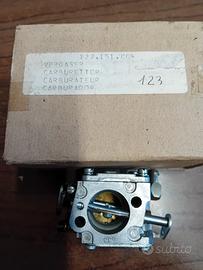 VERGASER
CARBURETTOR
CARBURATEUR
CARBURADOR
123
subito